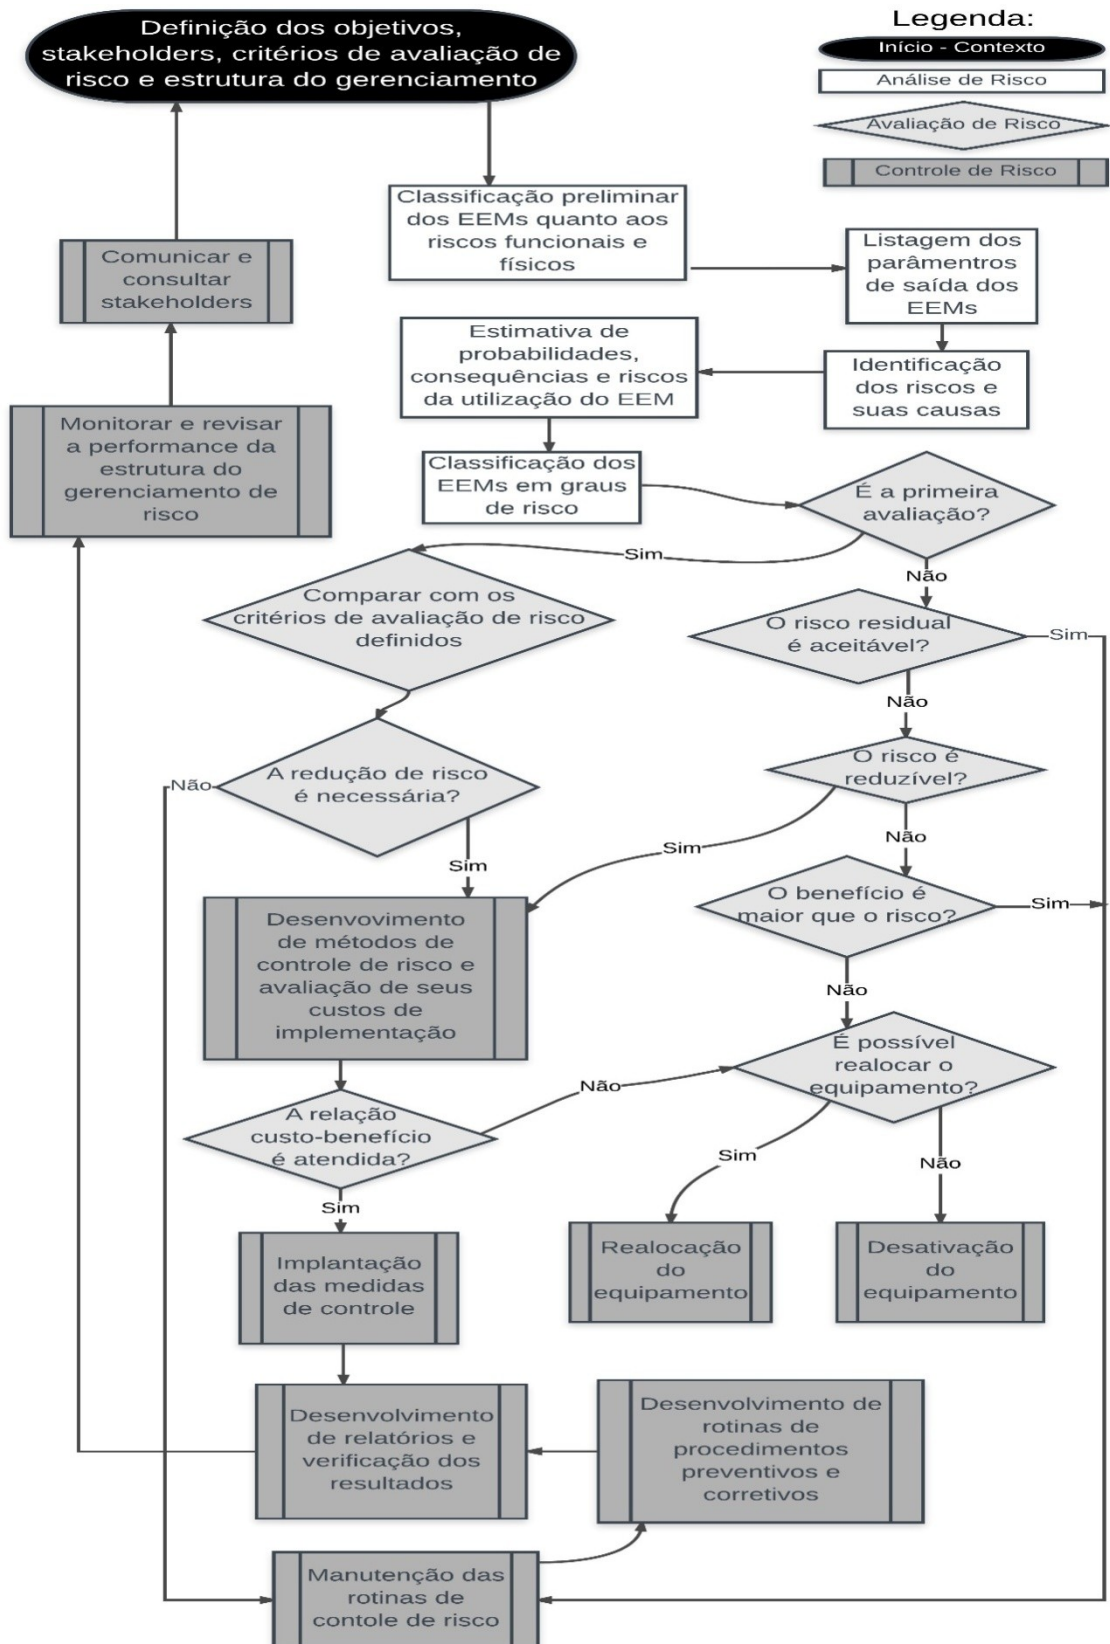 Definição dos objetivos,
stakeholders, critérios de avaliação de
risco e estrutura do gerenciamento
Legenda:
Início - Contexto
Análise de Risco
Avaliação de Risco
Controle de Risco
Classificação preliminar
dos EEMs quanto aos
riscos funcionais e
físicos
Listagem dos
parâmentros
de saída dos
EEMs
Comunicar e
consultar
stakeholders
Estimativa de
probabilidades,
consequências e riscos
da utilização do EEM
Identificação
dos riscos e
suas causas
Monitorar e revisar
a performance da
estrutura do
gerenciamento de
risco
Classificação dos
EEMs em graus
de risco
É a primeira
avaliação?
Sim
Não
Comparar com os
critérios de avaliação de risco
definidos
O risco residual
é aceitável?
Sim
Não
A redução de risco
é necessária?
Não
Sim
O risco é
reduzível?
Sim
Não
Desenvovimento
de métodos de
controle de risco e
avaliação de seus
custos de
implementação
O benefício é
maior que o risco?
Sim
Não
É possível
realocar o
equipamento?
Não
A relação
custo-benefício
é atendida?
Sim
Sim
Não
Implantação
das medidas
de controle
Realocação
do
equipamento
Desativação
do
equipamento
Desenvolvimento
de relatórios e
verificação dos
resultados
Desenvolvimento de
rotinas de
procedimentos
preventivos e
corretivos
Manutenção das
rotinas de
contole de risco